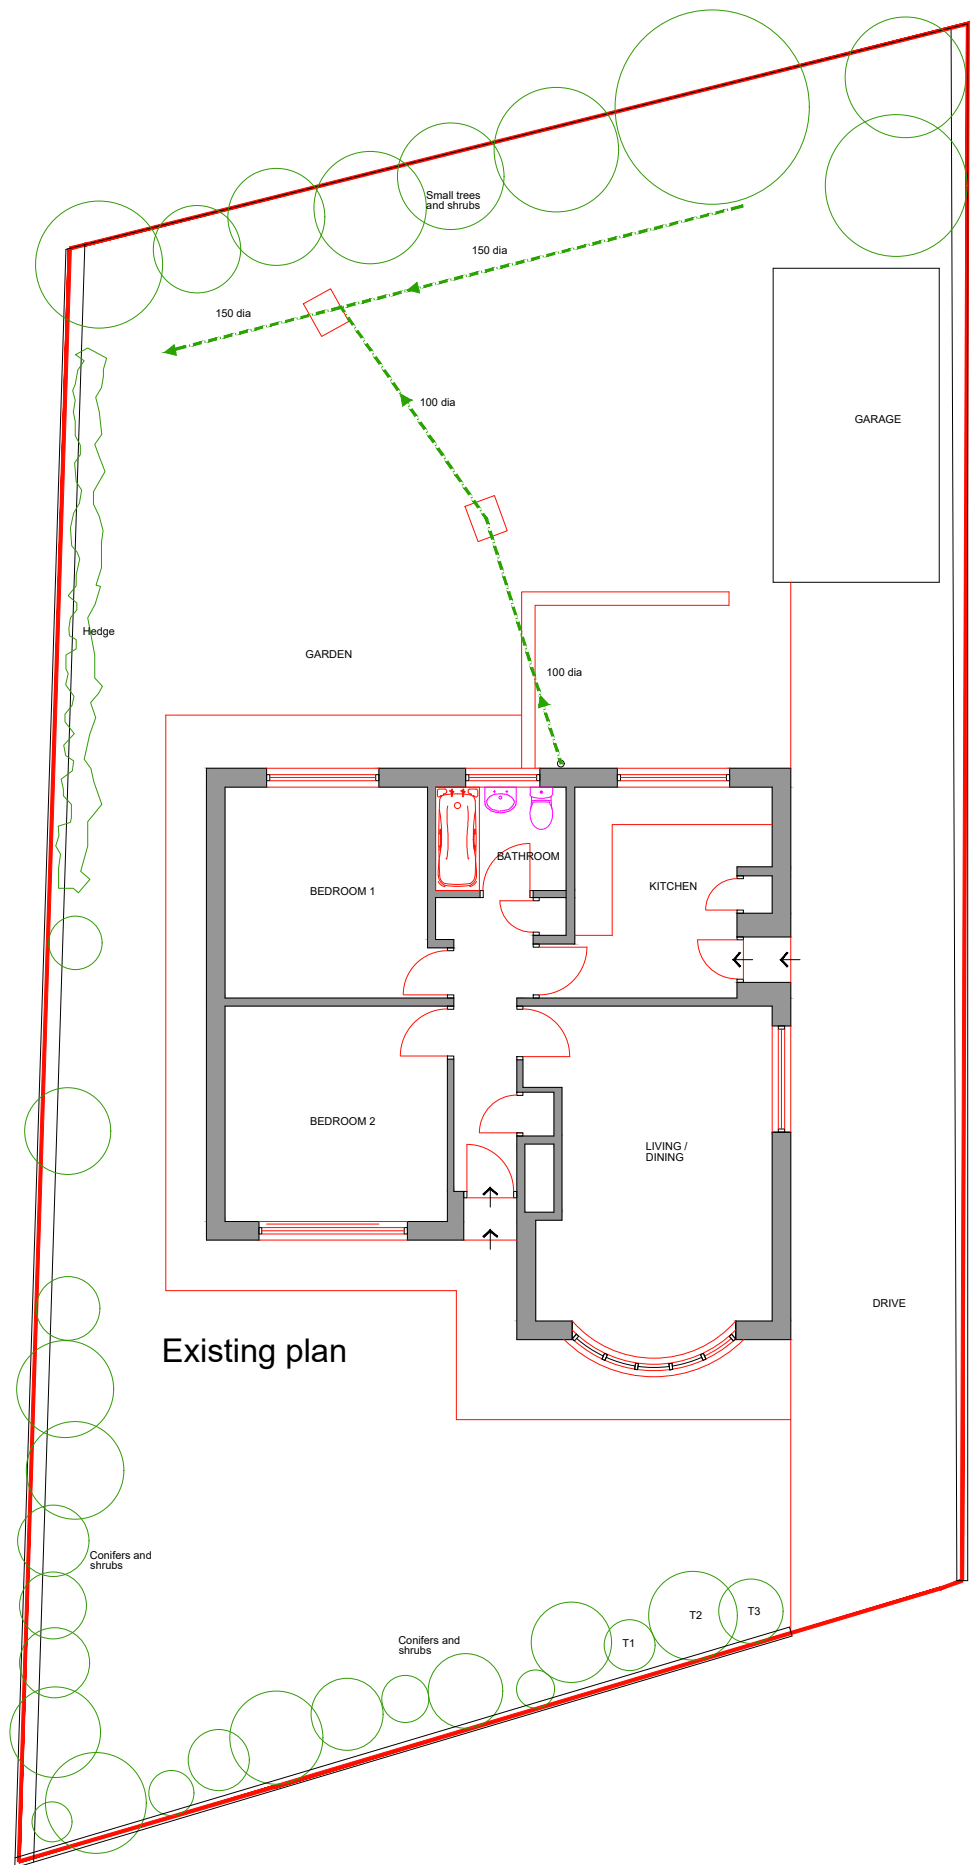 Small trees
and shrubs
150 dia
150 dia
100 dia
GARAGE
Hedge
GARDEN
100 dia
BATHROOM
KITCHEN
BEDROOM 1
BEDROOM 2
LIVING /
DINING
DRIVE
Existing plan
Conifers and
shrubs
T3
T2
T1
Conifers and
shrubs